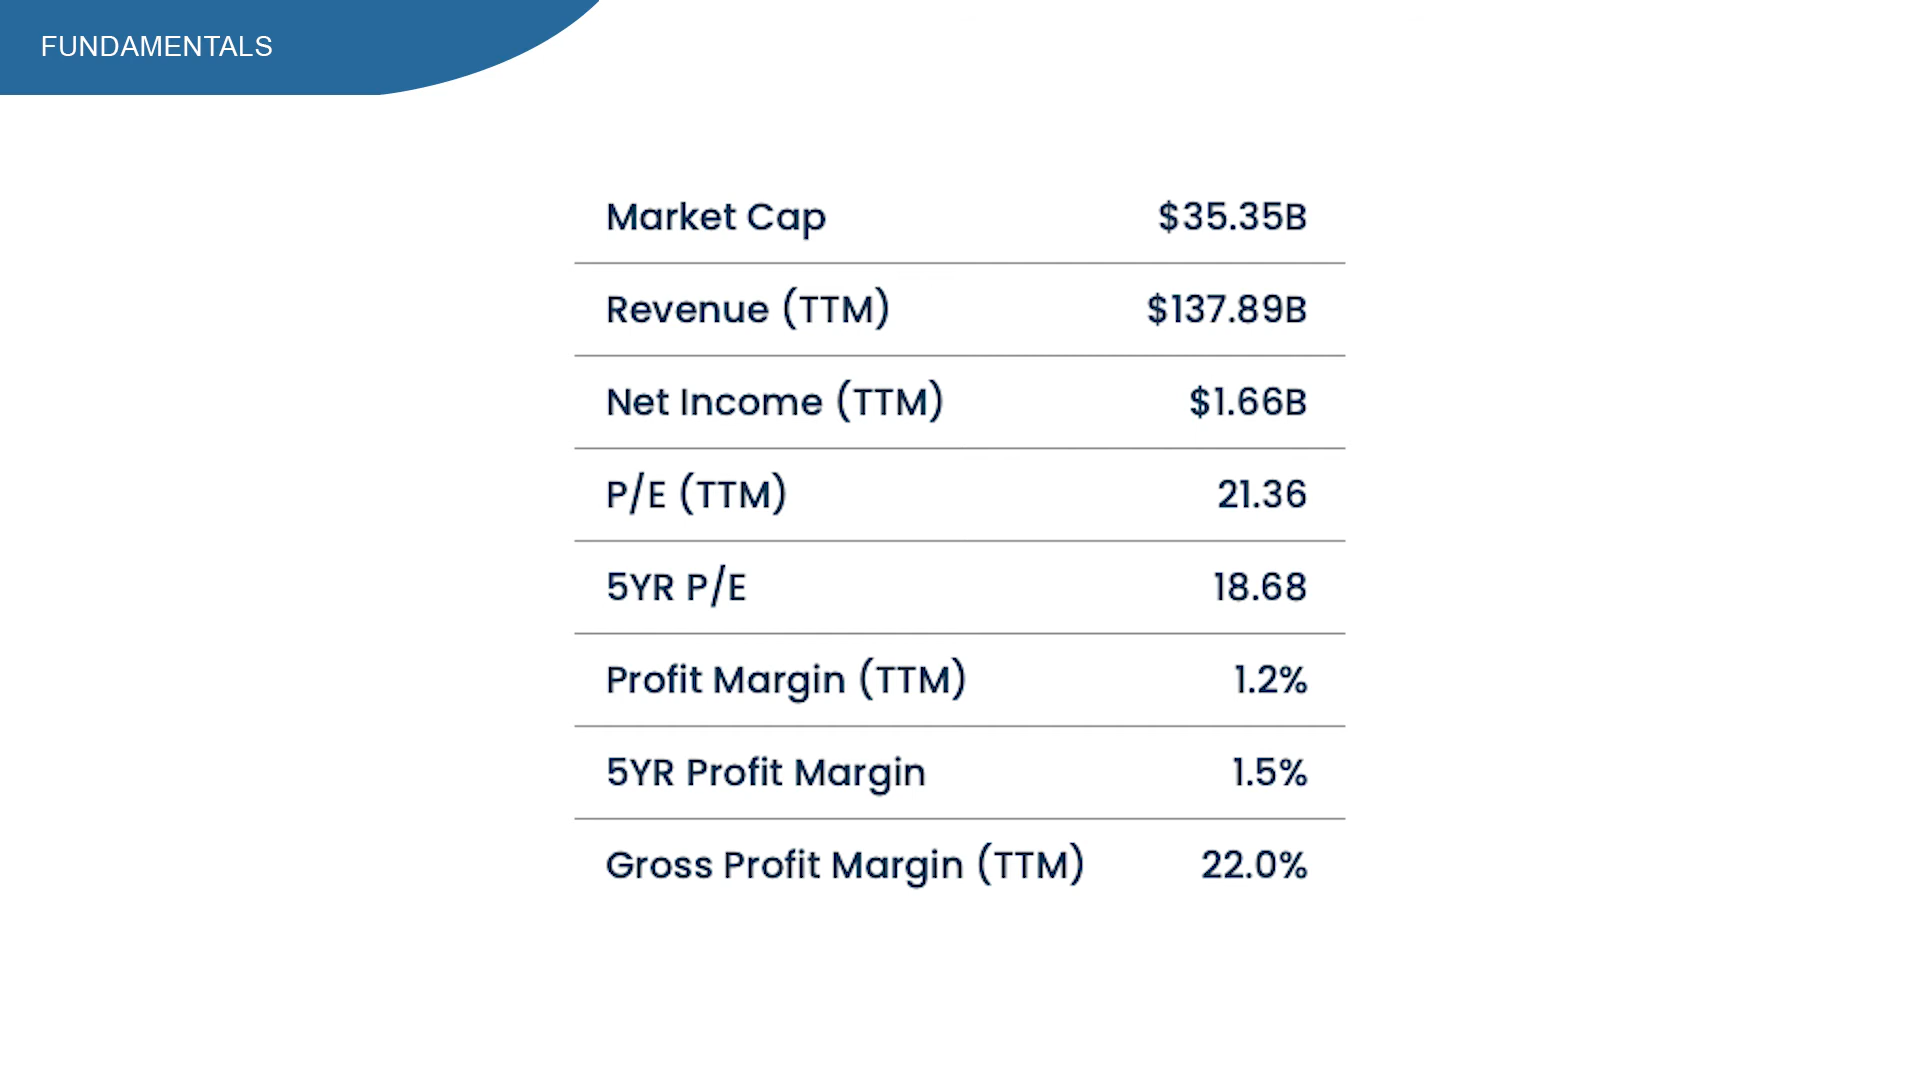 FUNDAMENTALS
Market Cap $35.35B
Revenue (TTM) $137.89B
Net Income (TTM) $1.66B
P/E (TTM) 21.36
5YR P/E 18.68
Profit Margin (TTM) 1.2%
5YR Profit Margin 1.5%
Gross Profit Margin (TTM) 22.0%